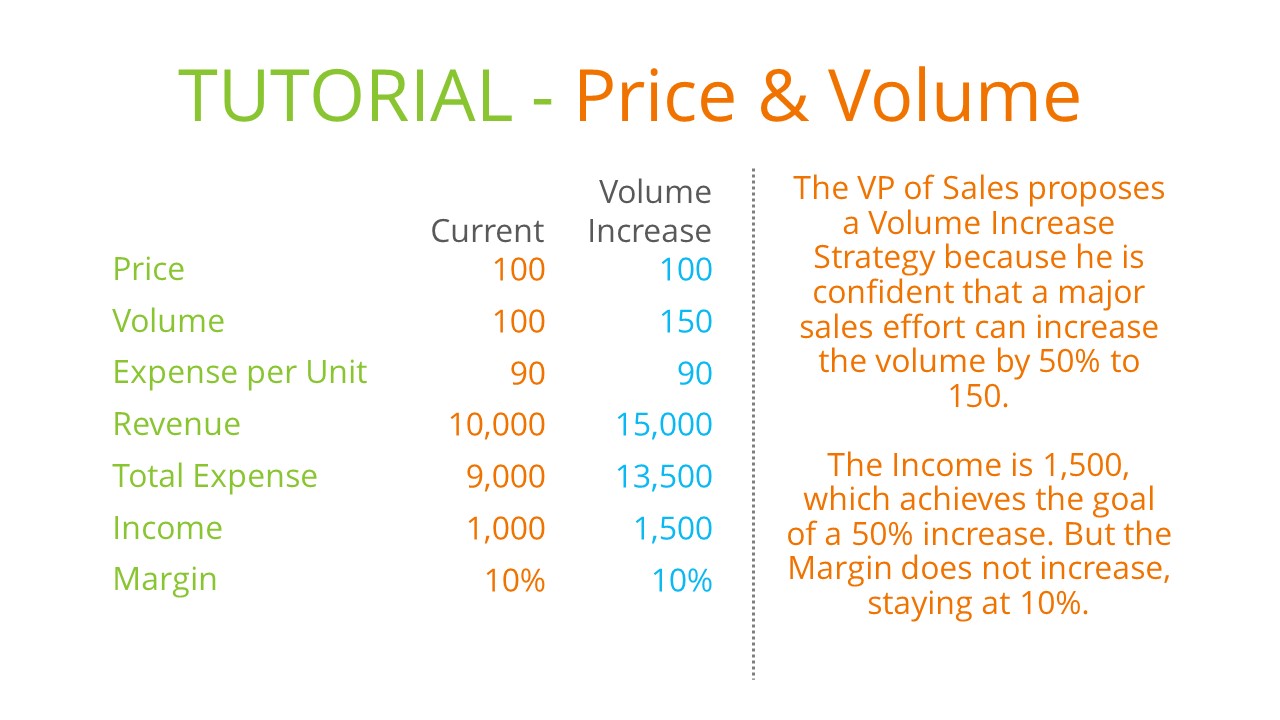 TUTORIAL - Price & Volume
Current Volume Increase
Price 100 100
Volume 100 150
Expense per Unit 90 90
Revenue 10,000 15,000
Total Expense 9,000 13,500
Income 1,000 1,500
Margin 10% 10%
The VP of Sales proposes
a Volume Increase
Strategy because he is
confident that a major
sales effort can increase
the volume by 50% to
150.
The Income is 1,500,
which achieves the goal
of a 50% increase. But the
Margin does not increase,
staying at 10%.